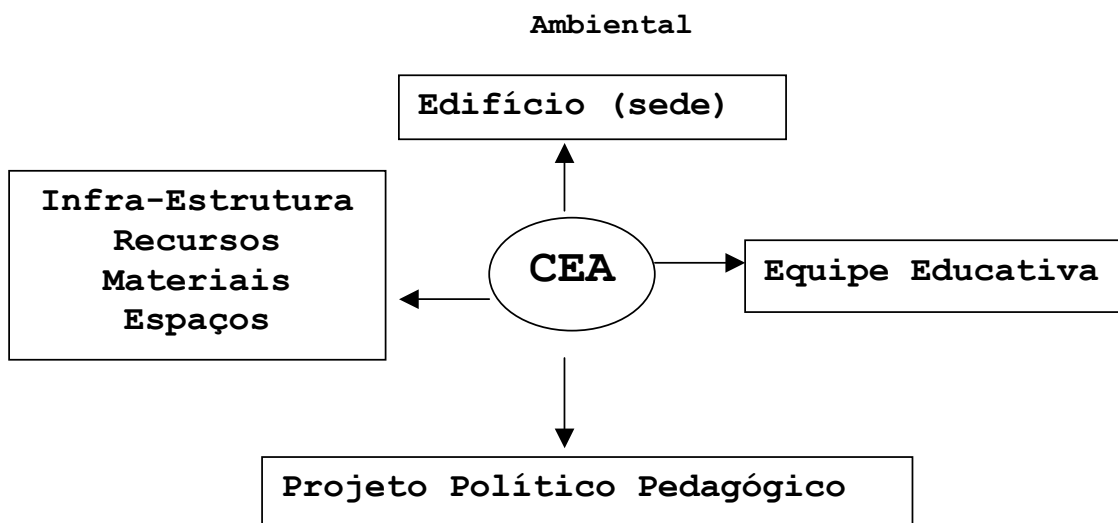 Ambiental
Edifício (sede)
Infra-Estrutura
Recursos
Materiais
Espaços
CEA
Equipe Educativa
Projeto Político Pedagógico